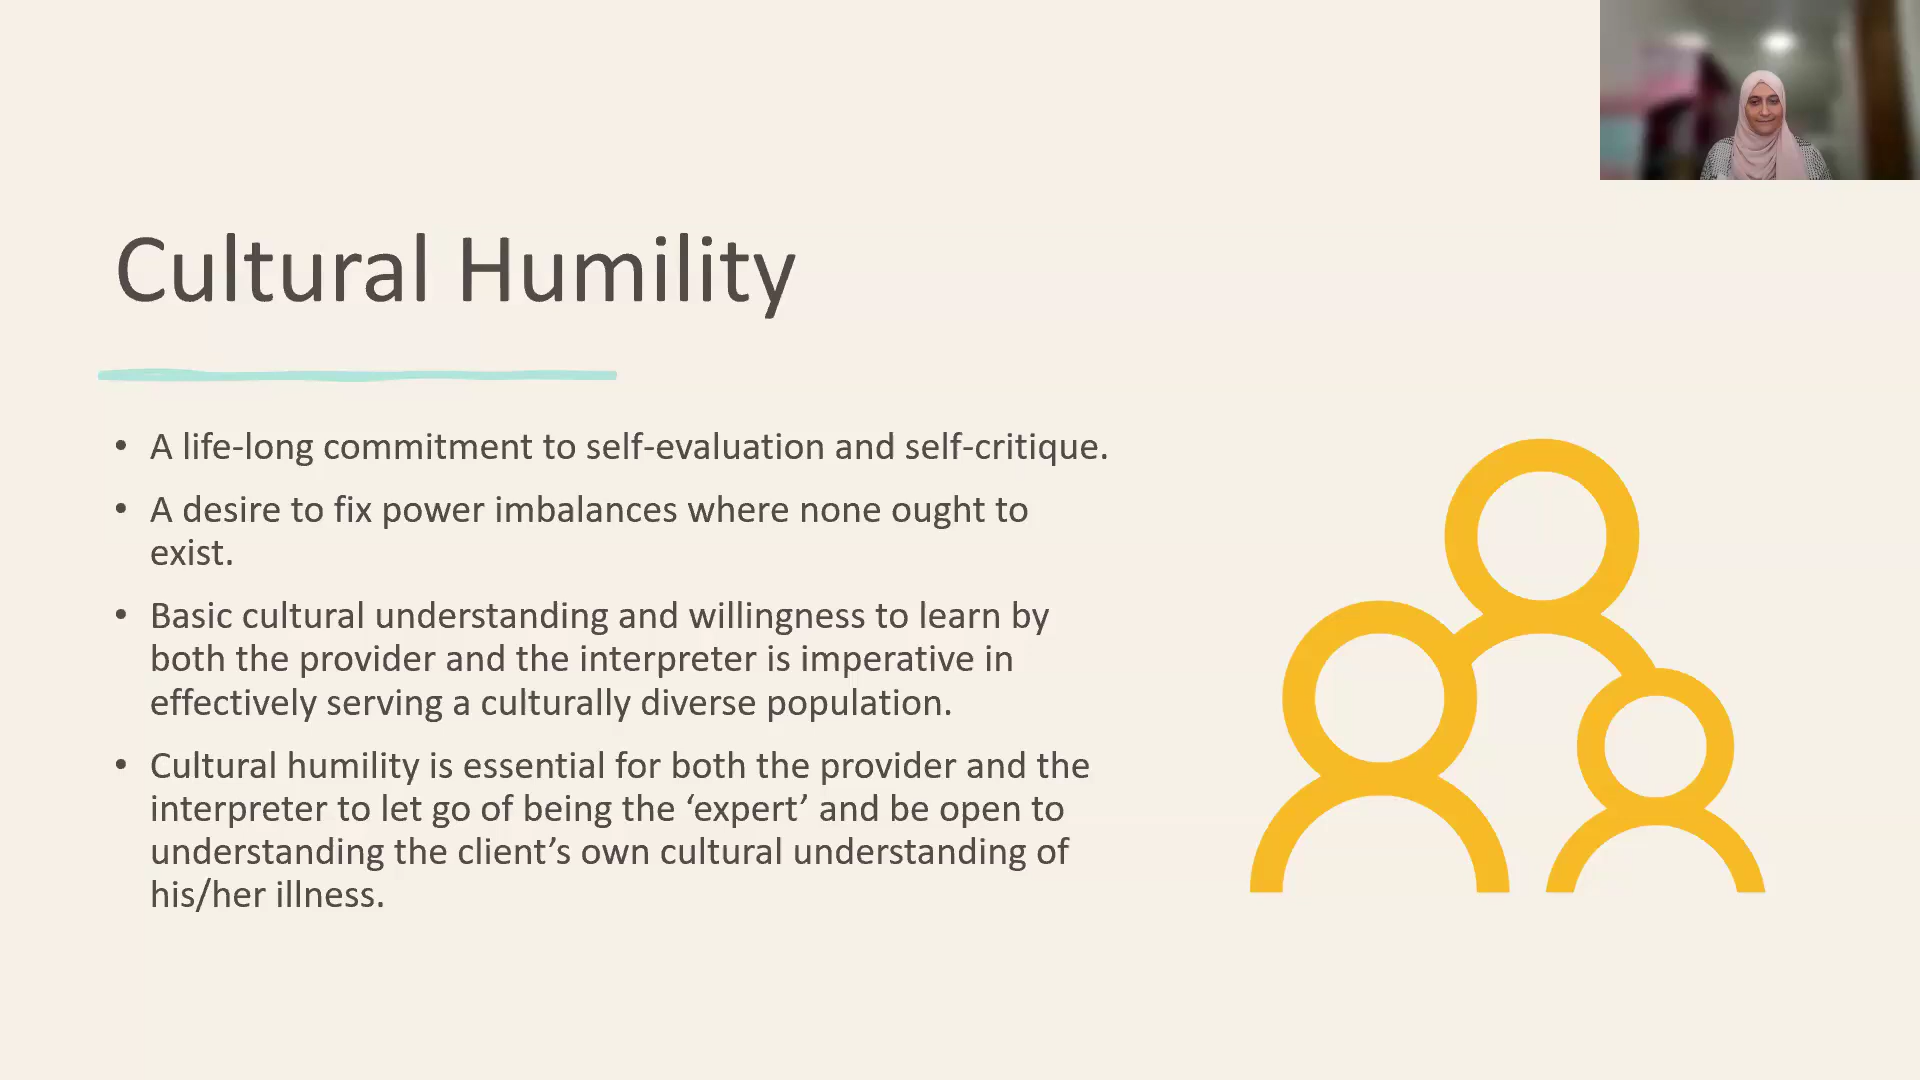 Cultural Humility
• A life-long commitment to self-evaluation and self-critique.
• A desire to fix power imbalances where none ought to
exist.
• Basic cultural understanding and willingness to learn by
both the provider and the interpreter is imperative in
effectively serving a culturally diverse population.
• Cultural humility is essential for both the provider and the
interpreter to let go of being the ‘expert’ and be open to
understanding the client’s own cultural understanding of
his/her illness.